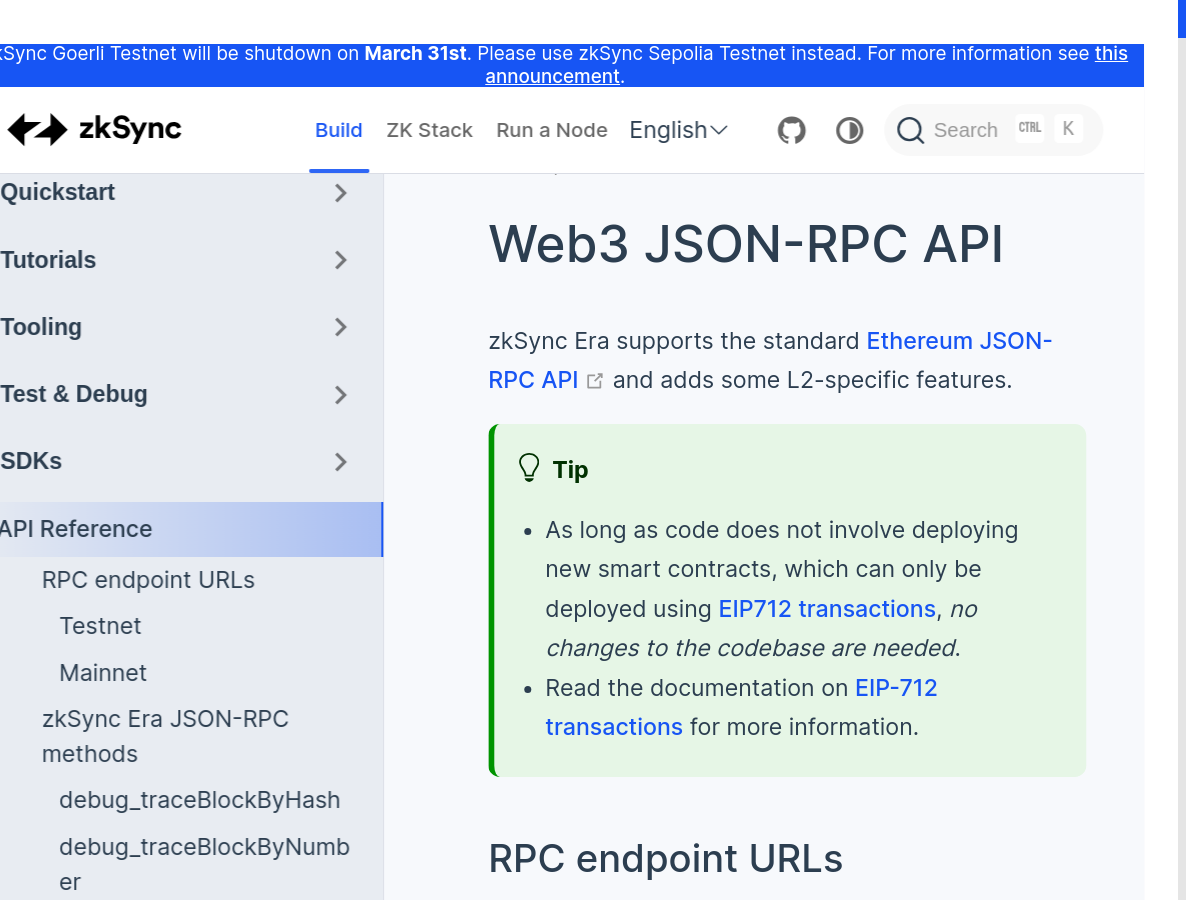 Sync Goerli Testnet will be shutdown on March 31st. Please use zkSync Sepolia Testnet instead. For more information see this
announcement.
zkSync
Build
ZK Stack
Run a Node
English
Search
CTRL
K
Quickstart
Tutorials
Tooling
Test & Debug
SDKs
API Reference
RPC endpoint URLs
Testnet
Mainnet
zkSync Era JSON-RPC
methods
debug_traceBlockByHash
debug_traceBlockByNumb
er
Web3 JSON-RPC API
zkSync Era supports the standard Ethereum JSON-
RPC API and adds some L2-specific features.
Tip
• As long as code does not involve deploying
new smart contracts, which can only be
deployed using EIP712 transactions, no
changes to the codebase are needed.
• Read the documentation on EIP-712
transactions for more information.
RPC endpoint URLs